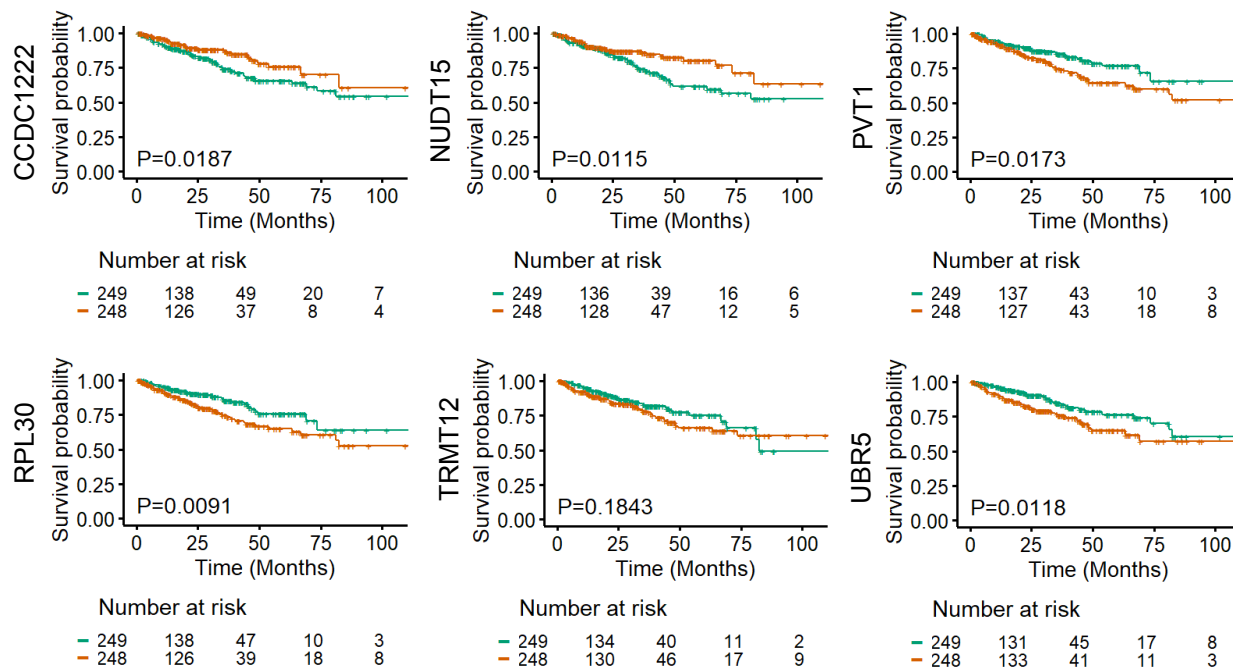 CCDC1222
Survival probability
1.00
0.75
0.50
0.25
0.00
P=0.0187
0 25 50 75 100
Time (Months)
Number at risk
249 138 49 20 7
248 126 37 8 4
NUDT15
Survival probability
1.00
0.75
0.50
0.25
0.00
P=0.0115
0 25 50 75 100
Time (Months)
Number at risk
249 136 39 16 6
248 128 47 12 5
PVT1
Survival probability
1.00
0.75
0.50
0.25
0.00
P=0.0173
0 25 50 75 100
Time (Months)
Number at risk
249 137 43 10 3
248 127 43 18 8
RPL30
Survival probability
1.00
0.75
0.50
0.25
0.00
P=0.0091
0 25 50 75 100
Time (Months)
Number at risk
249 138 47 10 3
248 126 39 18 8
TRMT12
Survival probability
1.00
0.75
0.50
0.25
0.00
P=0.1843
0 25 50 75 100
Time (Months)
Number at risk
249 134 40 11 2
248 130 46 17 9
UBR5
Survival probability
1.00
0.75
0.50
0.25
0.00
P=0.0118
0 25 50 75 100
Time (Months)
Number at risk
249 131 45 17 8
248 133 41 11 3